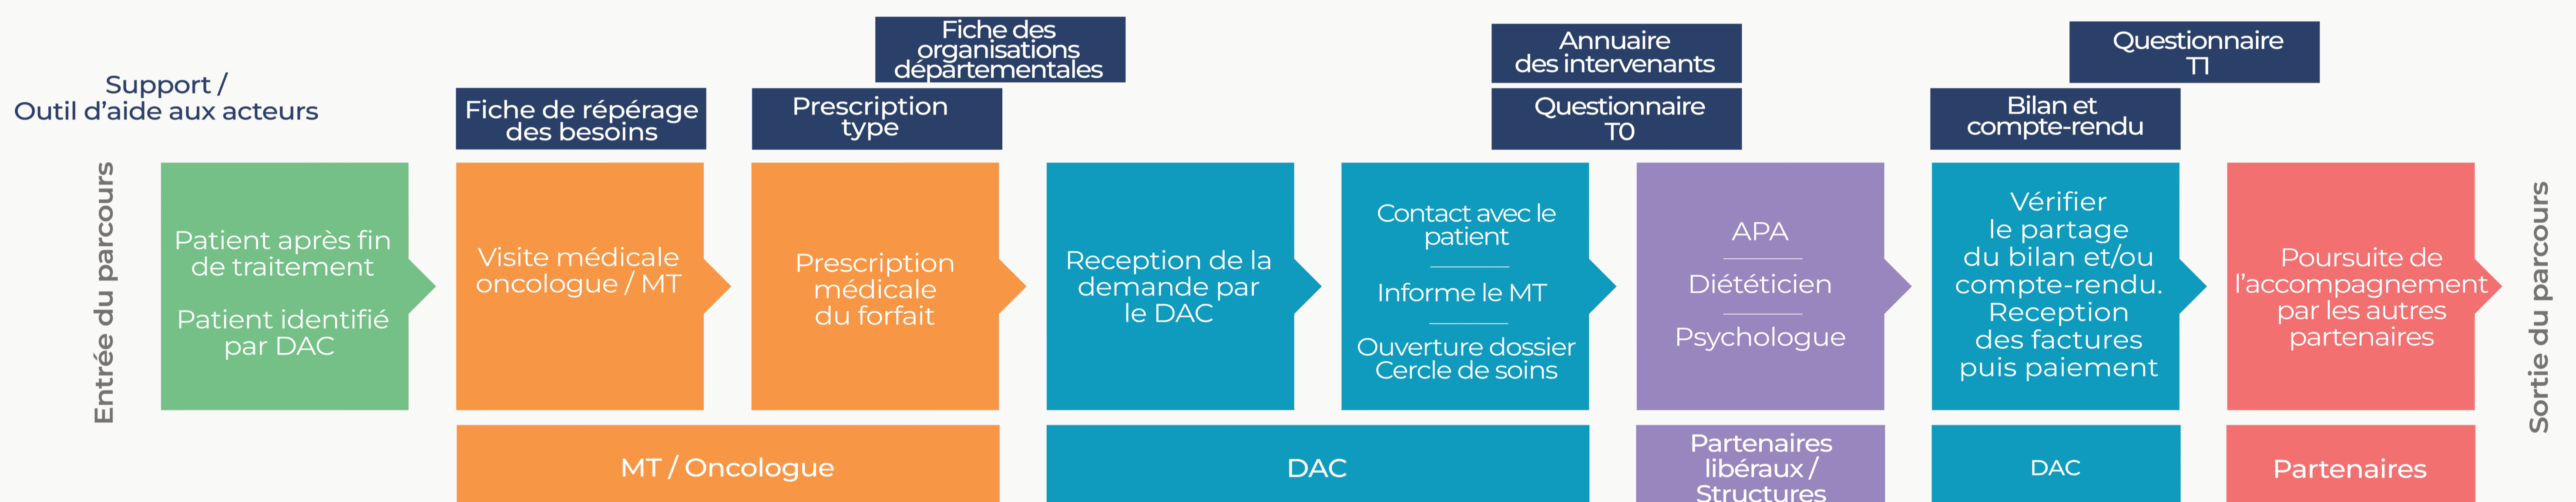 Fiche des
organisations
départementales
Annuaire
des intervenants
Questionnaire
T1
Support /
Outil d'aide aux acteurs
Fiche de répérage
des besoins
Prescription
type
Questionnaire
T0
Bilan et
compte-rendu
Entrée du parcours
Patient après fin
de traitement
Patient identifié
par DAC
Visite médicale
oncologue / MT
Prescription
médicale
du forfait
Reception de la
demande par
le DAC
Contact avec le
patient
Informe le MT
Ouverture dossier
Cercle de soins
APA
Diététicien
Psychologue
Vérifier
le partage
du bilan et/ou
compte-rendu.
Reception
des factures
puis paiement
Poursuite de
l'accompagnement
par les autres
partenaires
Sortie du parcours
MT / Oncologue
DAC
Partenaires
libéraux /
Structures
DAC
Partenaires